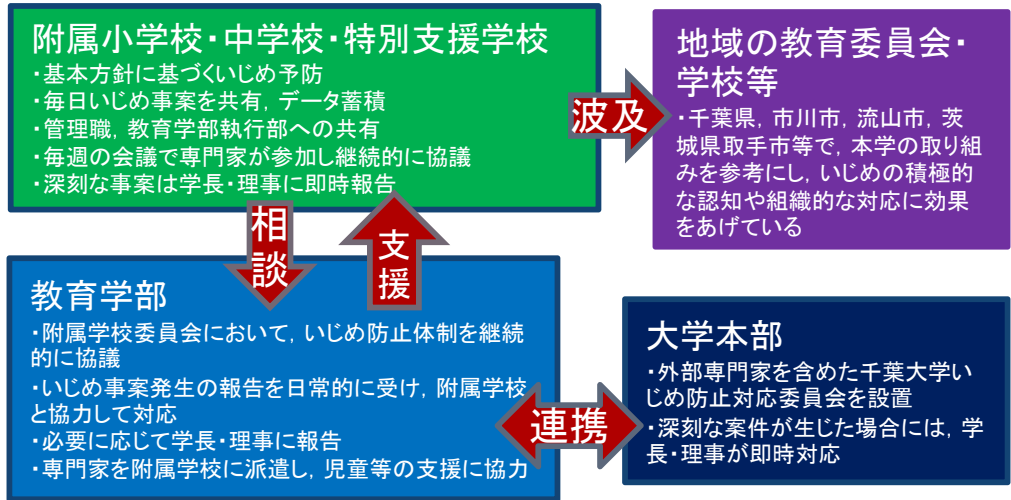 附属小学校・中学校・特別支援学校
・基本方針に基づくいじめ予防
・毎日いじめ事案を共有，データ蓄積
・管理職，教育学部執行部への共有
・毎週の会議で専門家が参加し継続的に協議
・深刻な事案は学長・理事に即時報告
波及
地域の教育委員会・
学校等
・千葉県，市川市，流山市，茨
城県取手市等で，本学の取り組
みを参考にし，いじめの積極的
な認知や組織的な対応に効果
をあげている
相
談
支
援
教育学部
・附属学校委員会において，いじめ防止体制を継続
的に協議
・いじめ事案発生の報告を日常的に受け，附属学校
と協力して対応
・必要に応じて学長・理事に報告
・専門家を附属学校に派遣し，児童等の支援に協力
連携
大学本部
・外部専門家を含めた千葉大学い
じめ防止対応委員会を設置
・深刻な案件が生じた場合には，学
長・理事が即時対応